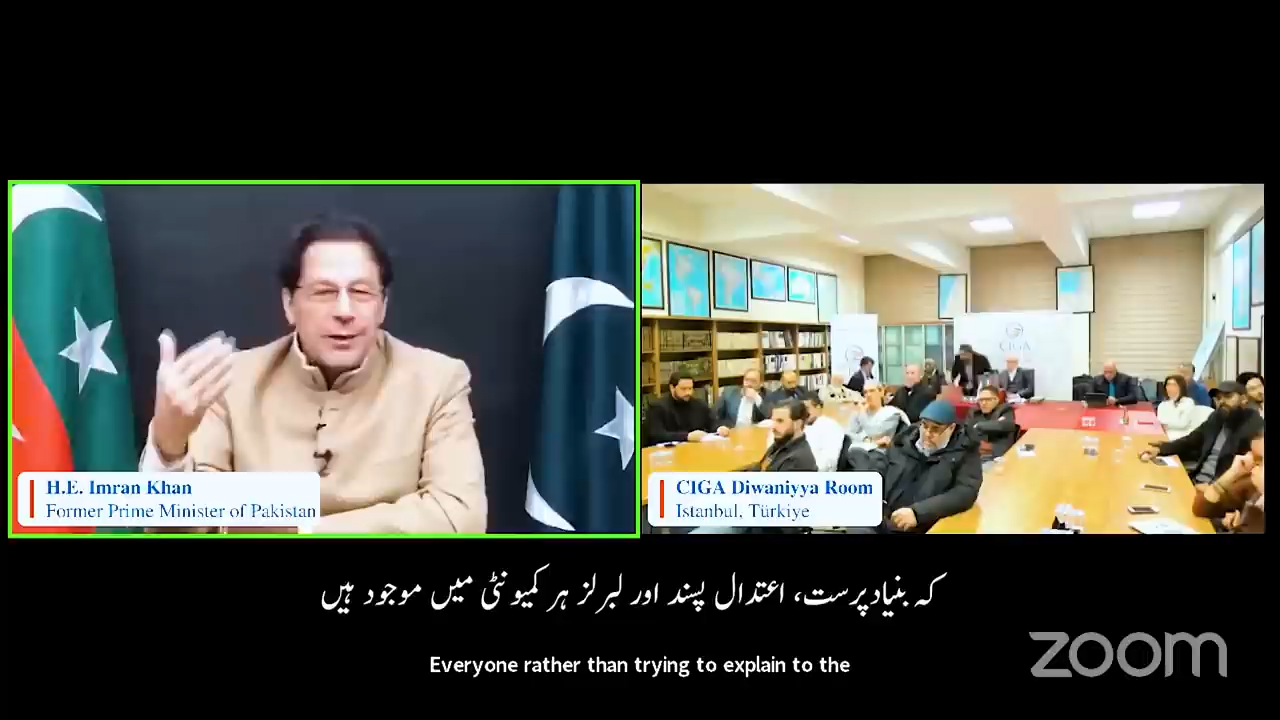 CIGA
H.E. Imran Khan
Former Prime Minister of Pakistan
CIGA Diwaniyya Room
Istanbul, Türkiye
کہ بنیاد پرست، اعتدال پسند اور لبرلز ہر کمیونٹی میں موجود ہیں
Everyone rather than trying to explain to the
zoom